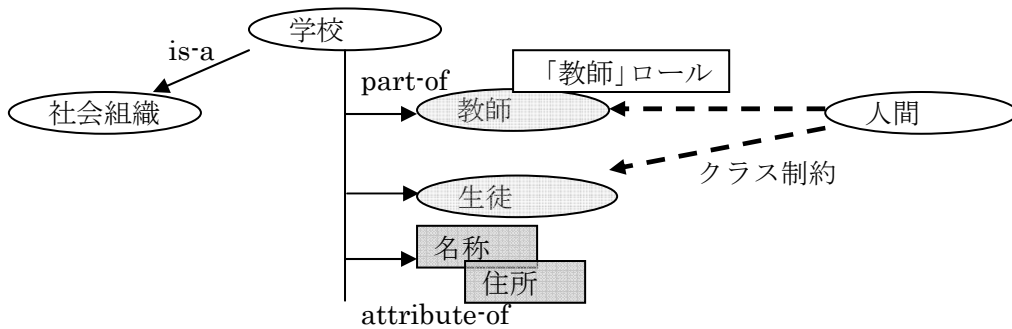 学校
is-a
part-of
「教師」ロール
社会組織
教師
人間
クラス制約
生徒
名称
住所
attribute-of